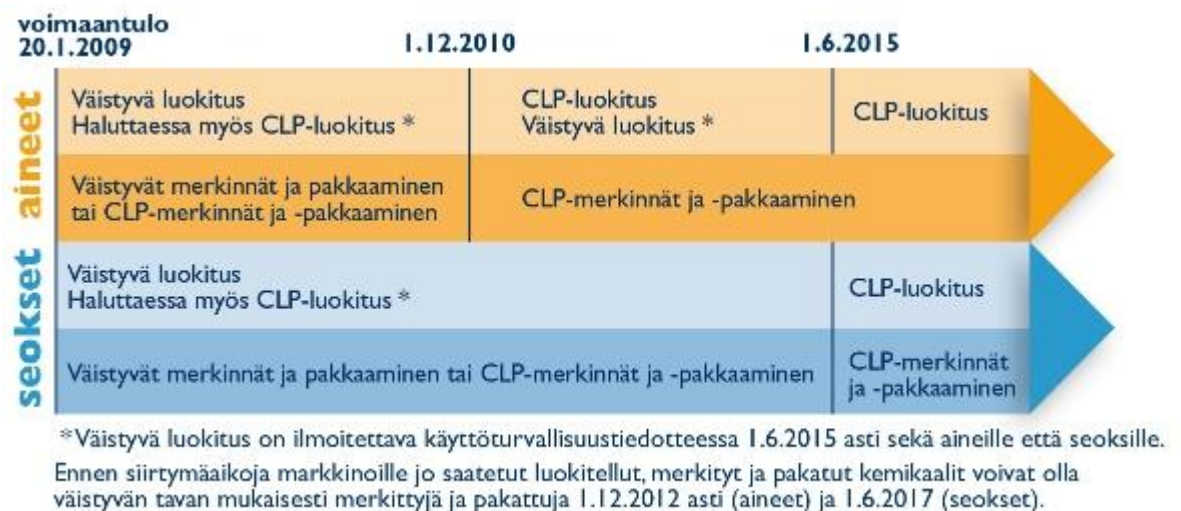 voimaantulo
20.1.2009
1.12.2010
1.6.2015
aineet
Väistyvä luokitus
Haluttaessa myös CLP-luokitus *
CLP-luokitus
Väistyvä luokitus *
CLP-luokitus
Väistyvät merkinnät ja pakkaaminen
tai CLP-merkinnät ja -pakkaaminen
CLP-merkinnät ja -pakkaaminen
seokset
Väistyvä luokitus
Haluttaessa myös CLP-luokitus *
CLP-luokitus
Väistyvät merkinnät ja pakkaaminen tai CLP-merkinnät ja -pakkaaminen
CLP-merkinnät
ja -pakkaaminen
*Väistyvä luokitus on ilmoitettava käyttöturvallisuustiedotteessa 1.6.2015 asti sekä aineille että seoksille.
Ennen siirtymäaikoja markkinoille jo saatetut luokitellut, merkityt ja pakatut kemikaalit voivat olla
väistyvän tavan mukaisesti merkittyjä ja pakattuja 1.12.2012 asti (aineet) ja 1.6.2017 (seokset).